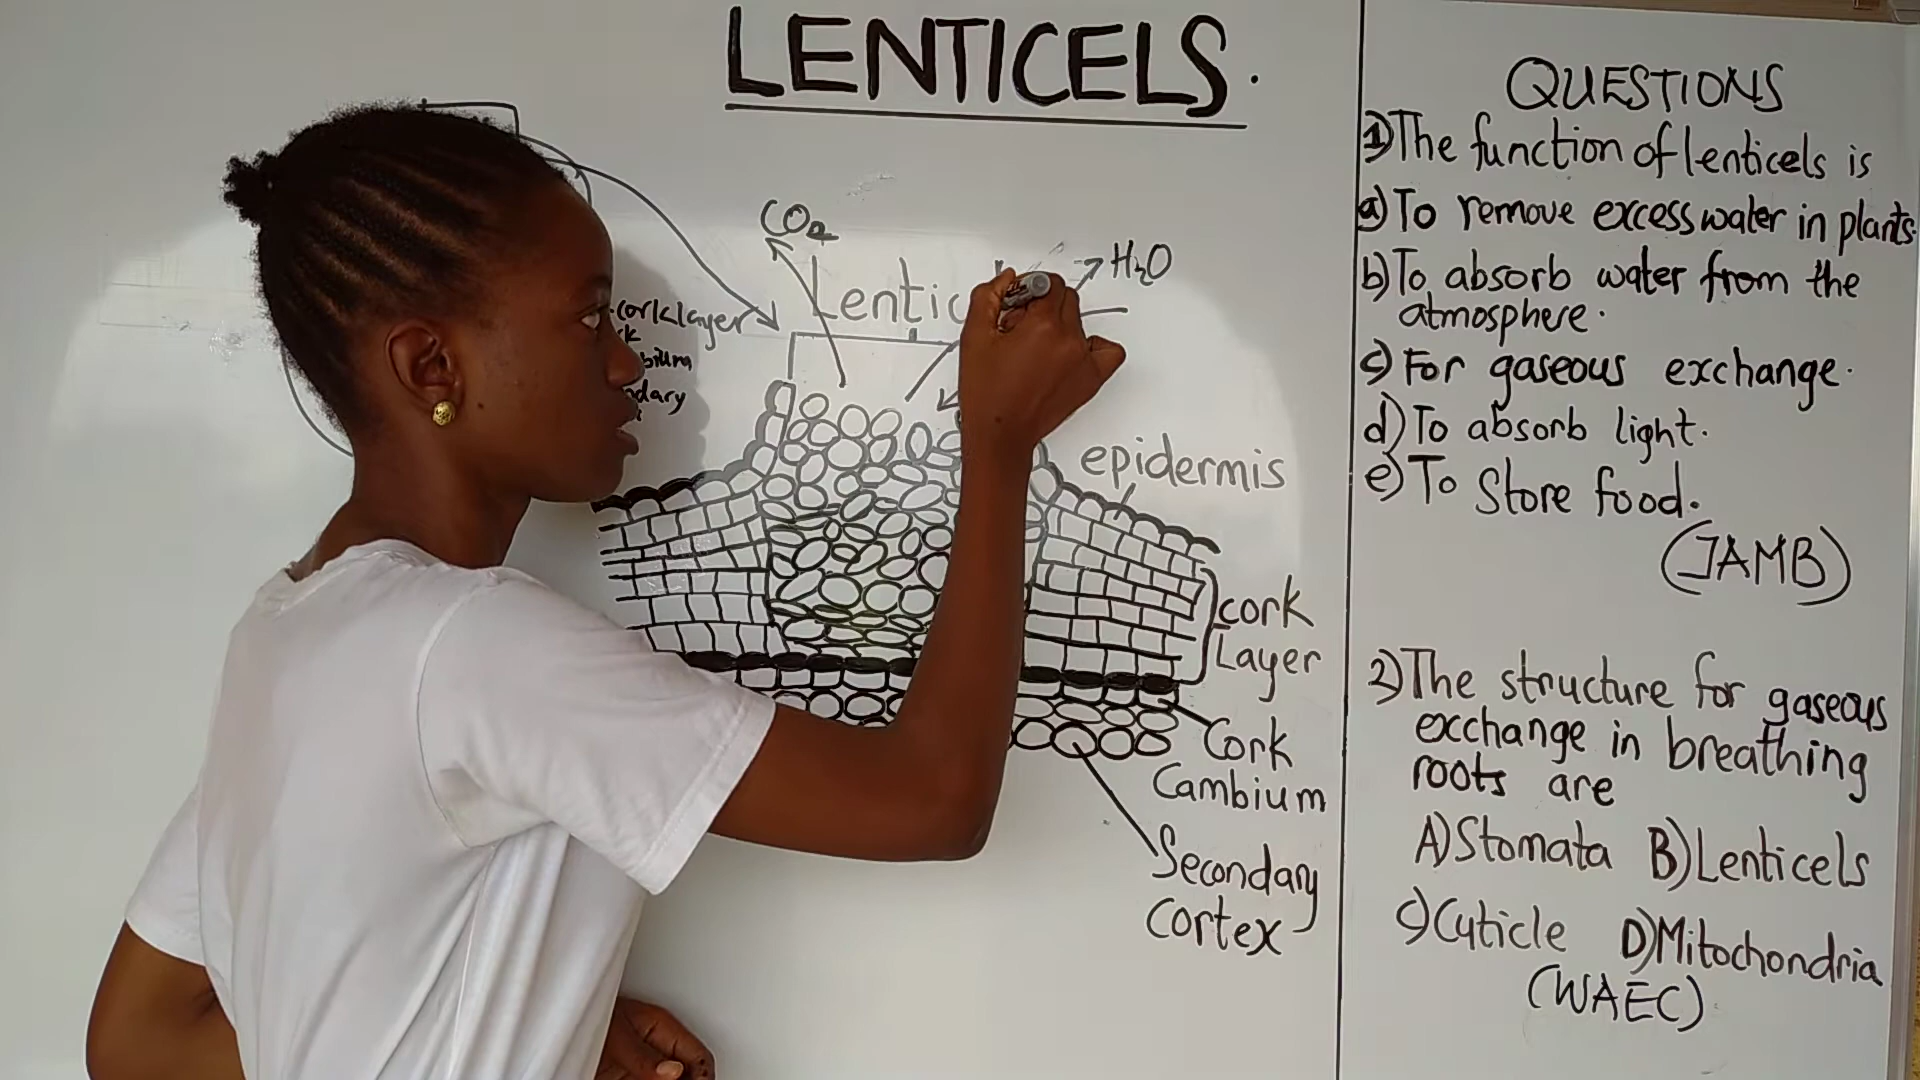 LENTICELS.
CO2
H2O
Lentic
cork layer
ndary
epidermis
cork
Layer
Cork
Cambium
Secondary
Cortex
QUESTIONS
1) The function of lenticels is
a) To remove excess water in plants.
b) To absorb water from the
atmosphere.
c) For gaseous exchange.
d) To absorb light.
e) To Store food.
(JAMB)
2) The structure for gaseous
exchange in breathing
roots are
A) Stomata B) Lenticels
C) Cuticle D) Mitochondria
(WAEC)